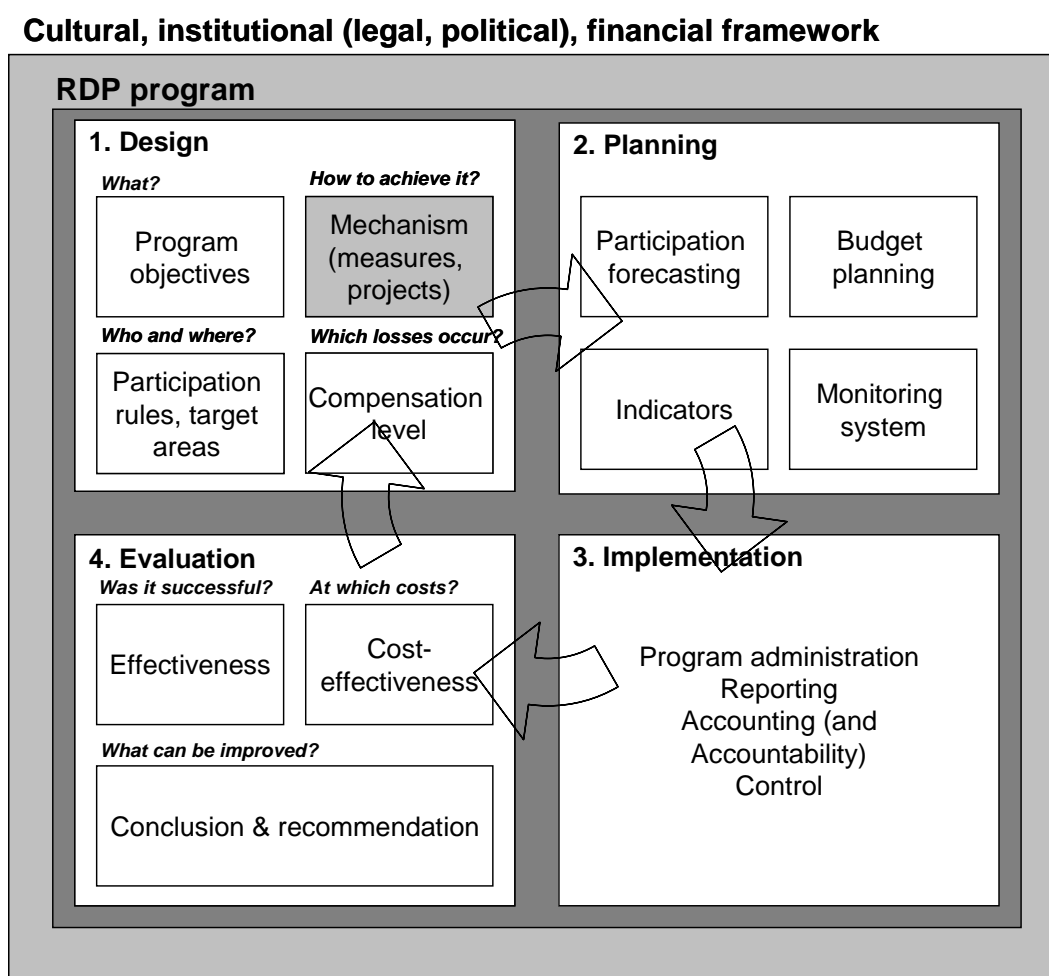 Cultural, institutional (legal, political), financial framework
RDP program
1. Design
What?
Program
objectives
How to achieve it?
Mechanism
(measures,
projects)
Who and where?
Participation
rules, target
areas
Which losses occur?
Compensation
level
2. Planning
Participation
forecasting
Budget
planning
Indicators
Monitoring
system
3. Implementation
Program administration
Reporting
Accounting (and
Accountability)
Control
4. Evaluation
Was it successful?
Effectiveness
At which costs?
Cost-
effectiveness
What can be improved?
Conclusion & recommendation